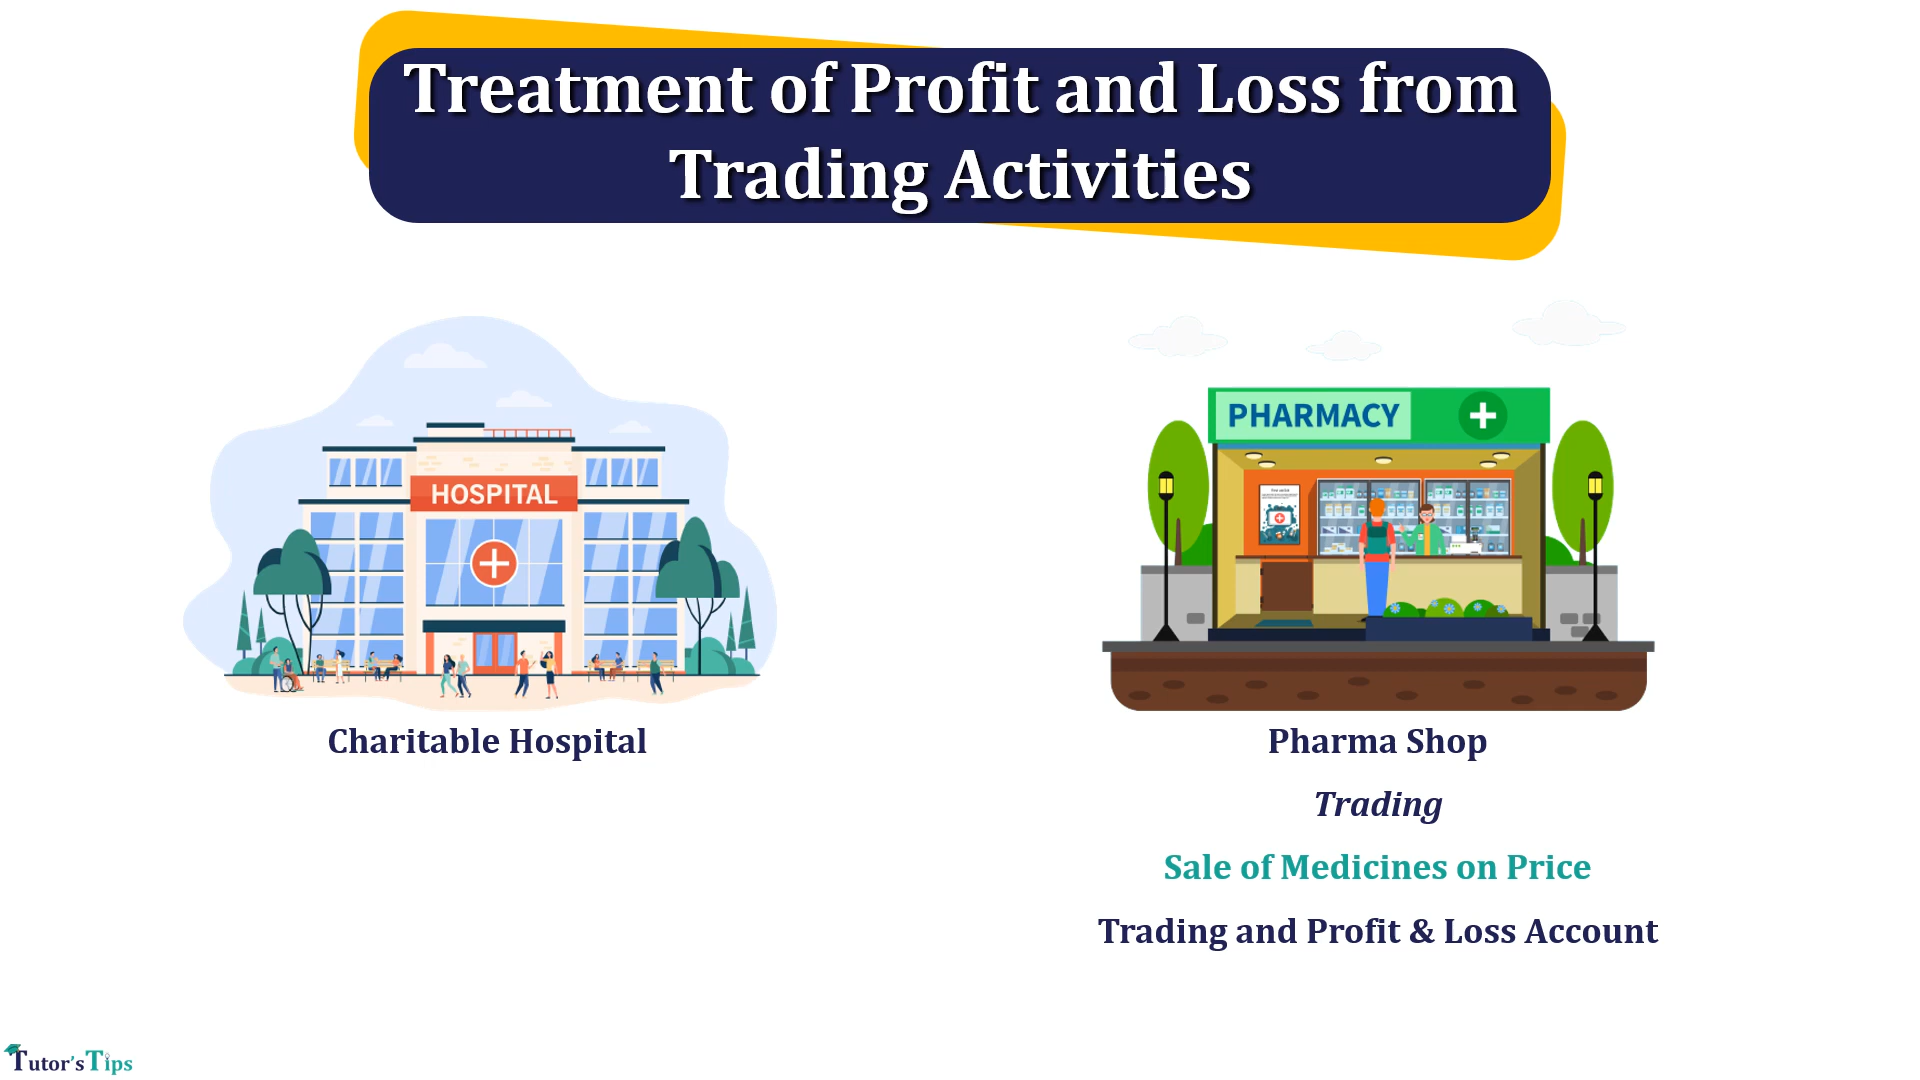 Treatment of Profit and Loss from
Trading Activities
HOSPITAL
PHARMACY
Charitable Hospital
Pharma Shop
Trading
Sale of Medicines on Price
Trading and Profit & Loss Account
Tutor'sTips